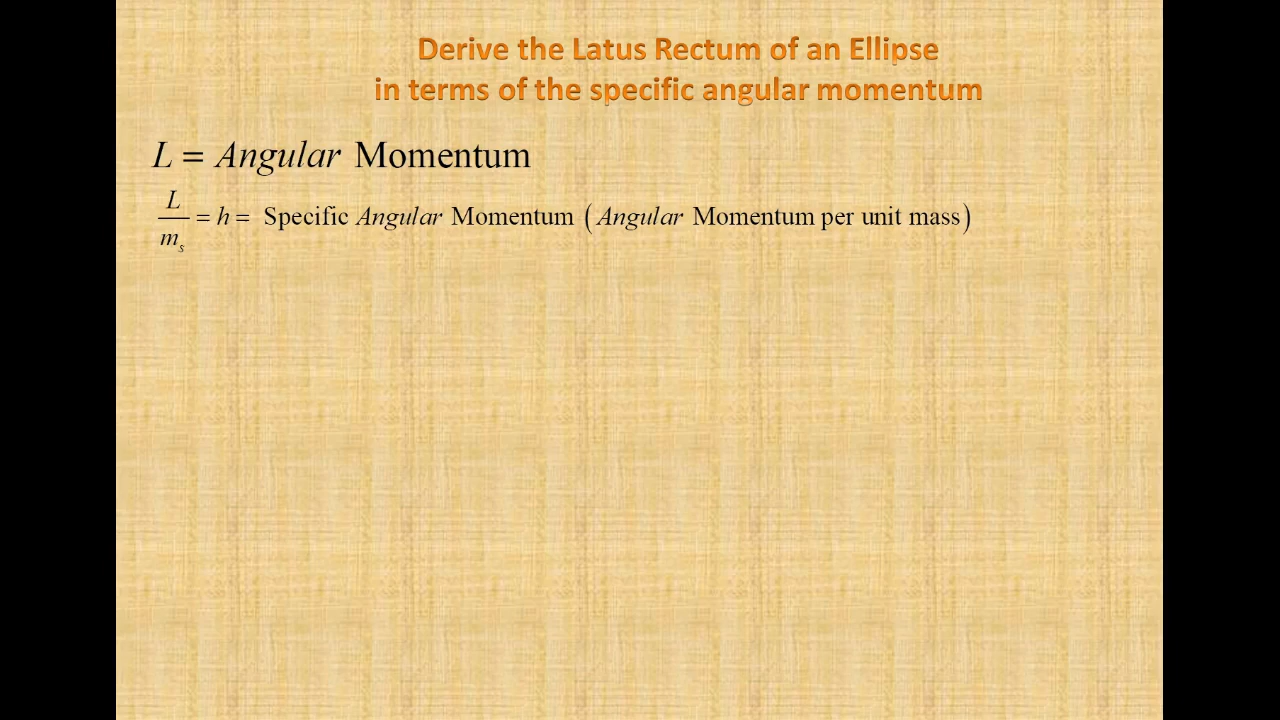 Derive the Latus Rectum of an Ellipse
in terms of the specific angular momentum
L = Angular Momentum
L/m_s = h = Specific Angular Momentum (Angular Momentum per unit mass)